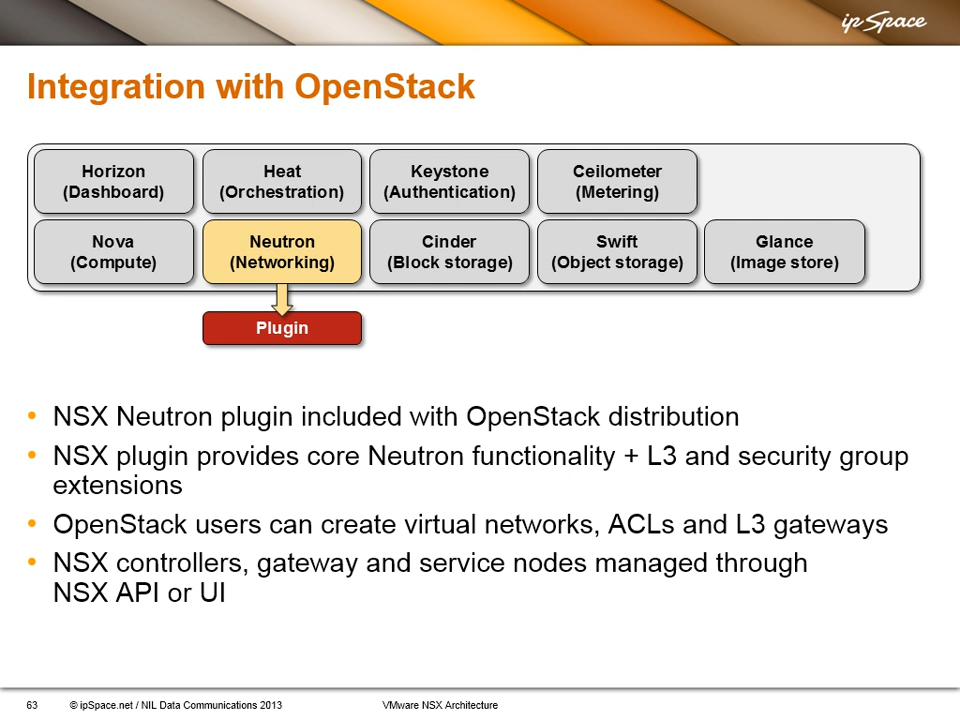 ipSpace
Integration with OpenStack
Horizon
(Dashboard)
Heat
(Orchestration)
Keystone
(Authentication)
Ceilometer
(Metering)
Nova
(Compute)
Neutron
(Networking)
Cinder
(Block storage)
Swift
(Object storage)
Glance
(Image store)
Plugin
• NSX Neutron plugin included with OpenStack distribution
• NSX plugin provides core Neutron functionality + L3 and security group
extensions
• OpenStack users can create virtual networks, ACLs and L3 gateways
• NSX controllers, gateway and service nodes managed through
NSX API or UI
63 © ipSpace.net / NIL Data Communications 2013 VMware NSX Architecture